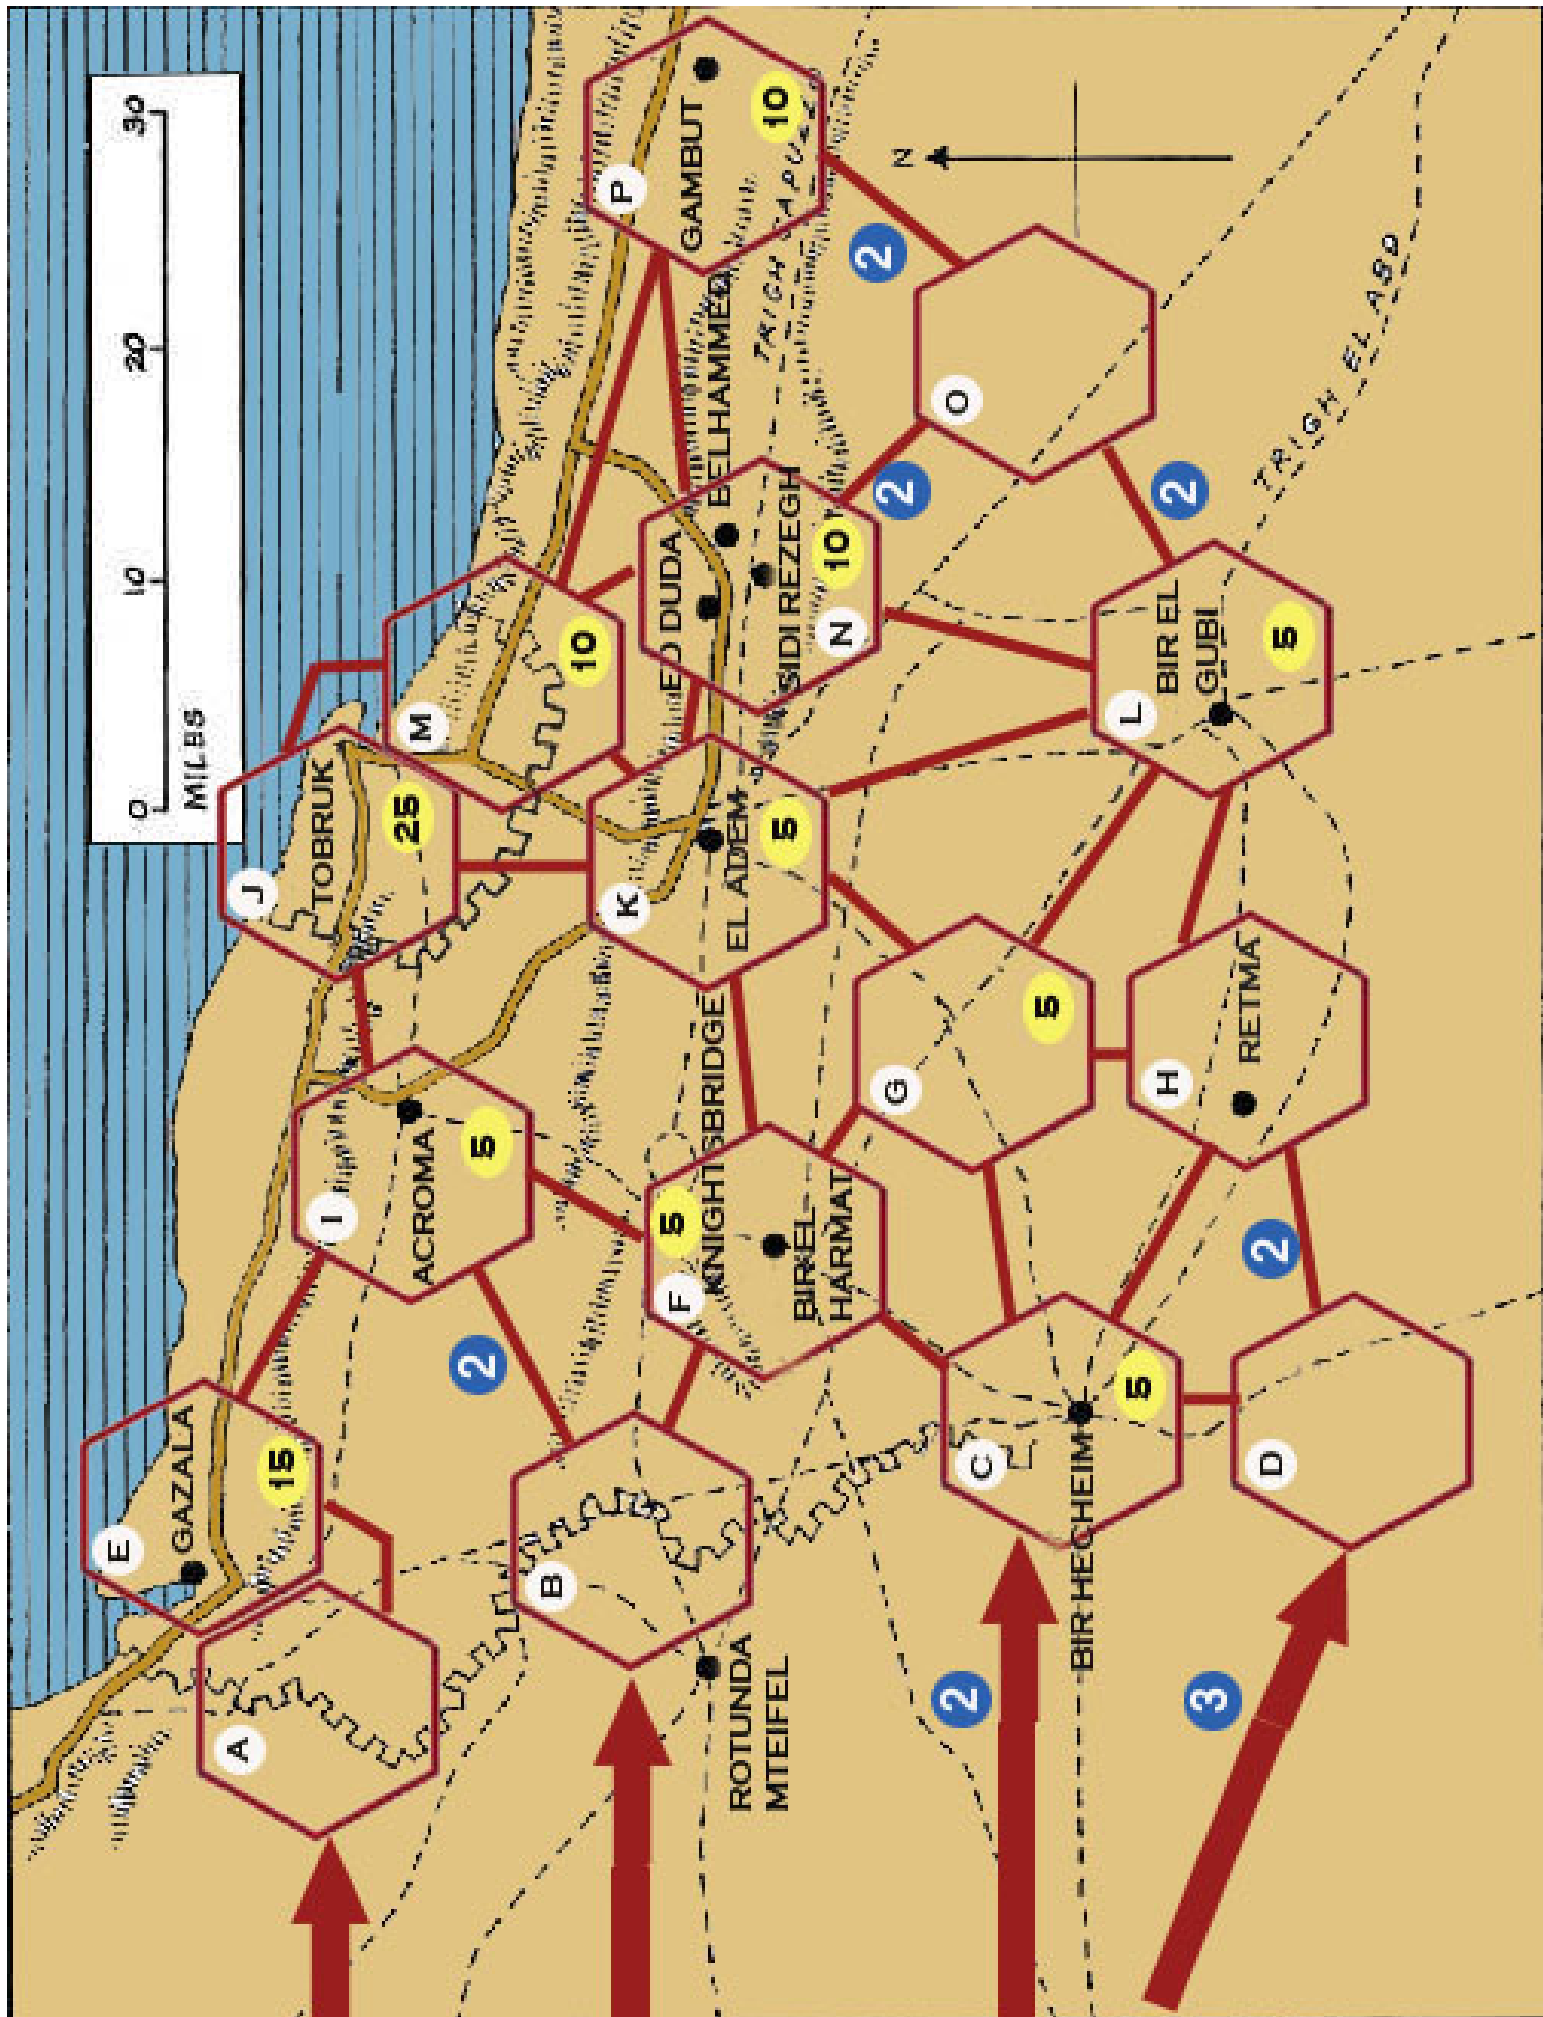 0 10 20 30
MILES
E
GAZALA
15
A
J
TOBRUK
25
I
ACROMA
5
M
10
2
B
K
EL ADEM
5
P
GAMBUT
10
F
5
KNIGHTSBRIDGE
BIR EL
HARMAT
ED DUDA
BELHAMMED
SIDI REZEGH
N
10
TRIGH CAPUZZO
ROTUNDA
MTEIFEL
N
2
2
G
5
O
2
C
BIR HECHEIM
5
H
RETMA
L
BIR EL
GUBI
5
2
3
2
D
TRIGH EL ABD